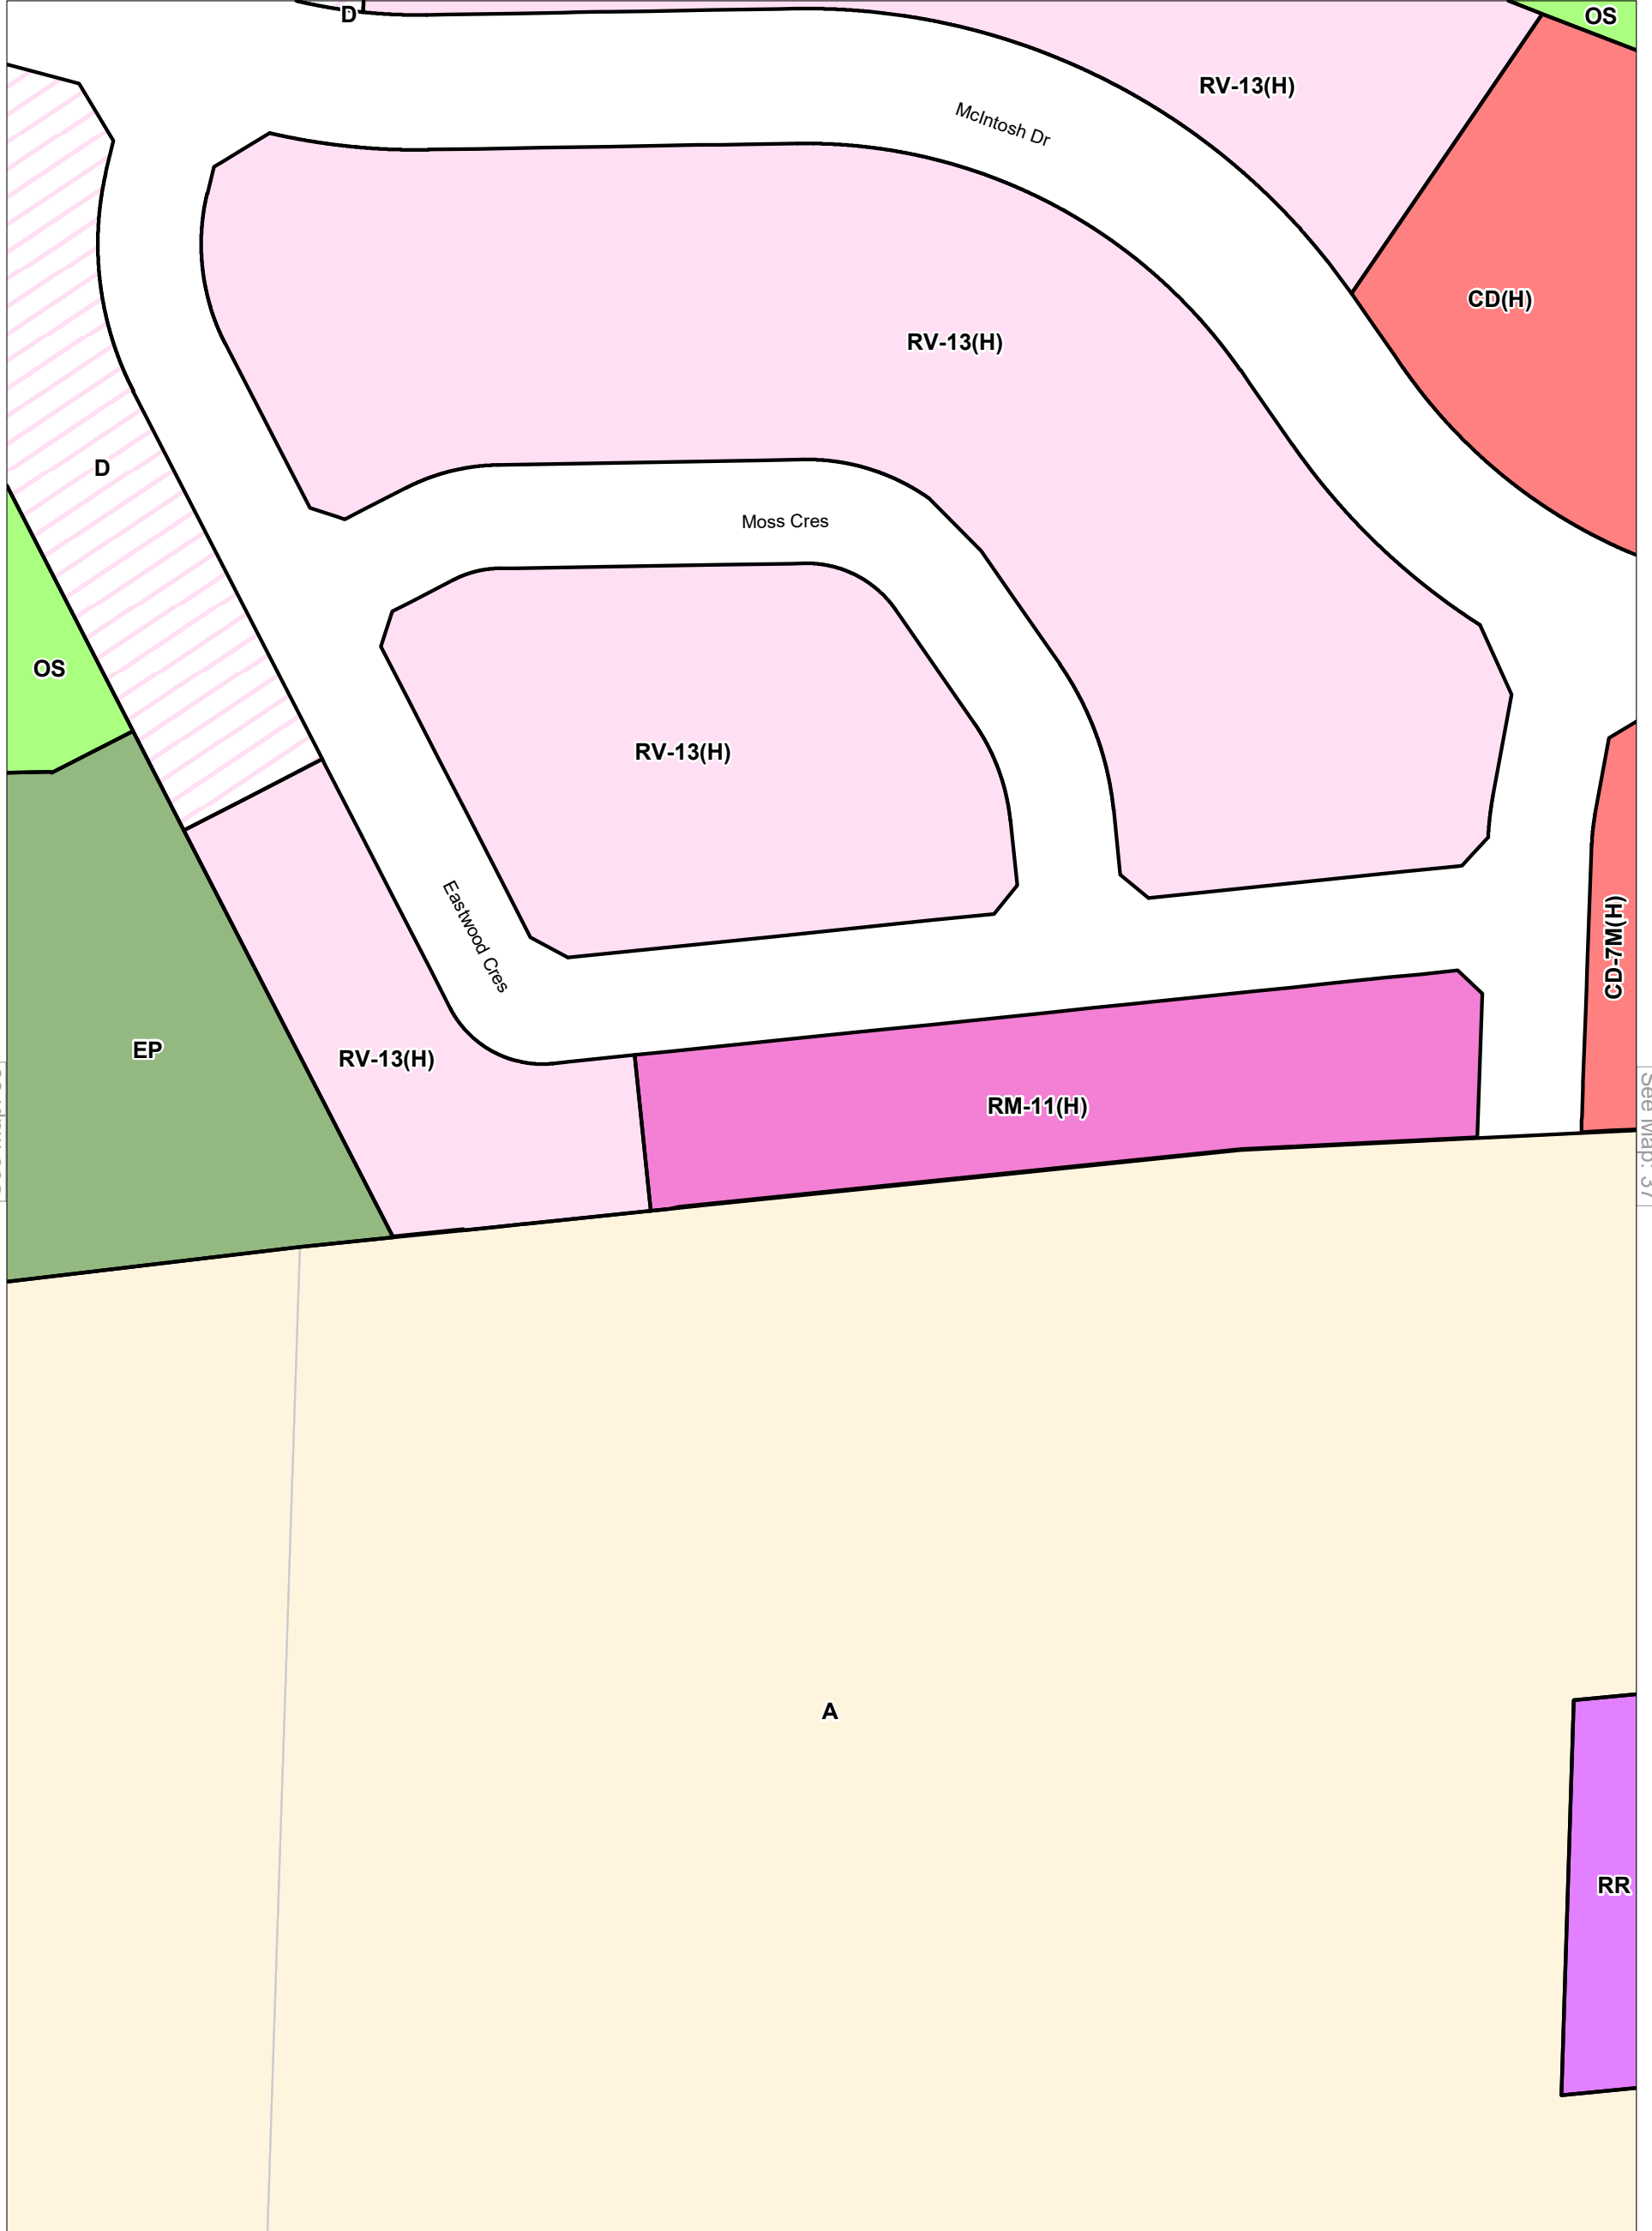 D
OS
RV-13(H)
McIntosh Dr
CD(H)
RV-13(H)
D
Moss Cres
OS
RV-13(H)
CD-7M(H)
Eastwood Cres
EP
RV-13(H)
RM-11(H)
See Map: 37
A
RR